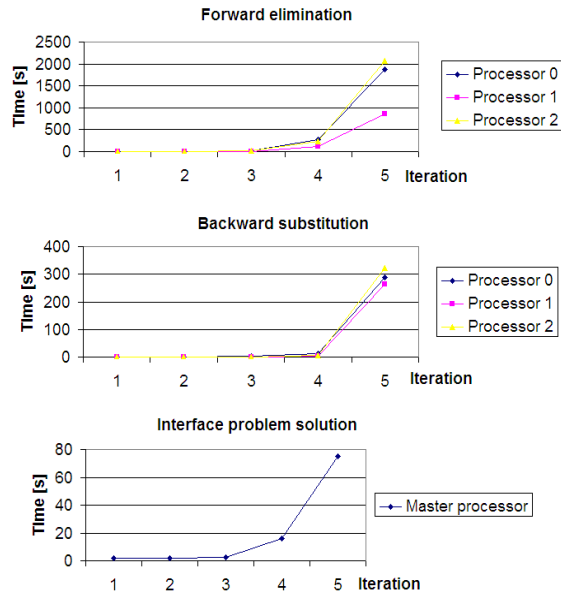 Forward elimination
2500
2000
1500
1000
500
0
Time [s]
1 2 3 4 5 Iteration
Processor 0
Processor 1
Processor 2
Backward substitution
400
300
200
100
0
Time [s]
1 2 3 4 5 Iteration
Processor 0
Processor 1
Processor 2
Interface problem solution
80
60
40
20
0
Time [s]
1 2 3 4 5 Iteration
Master processor